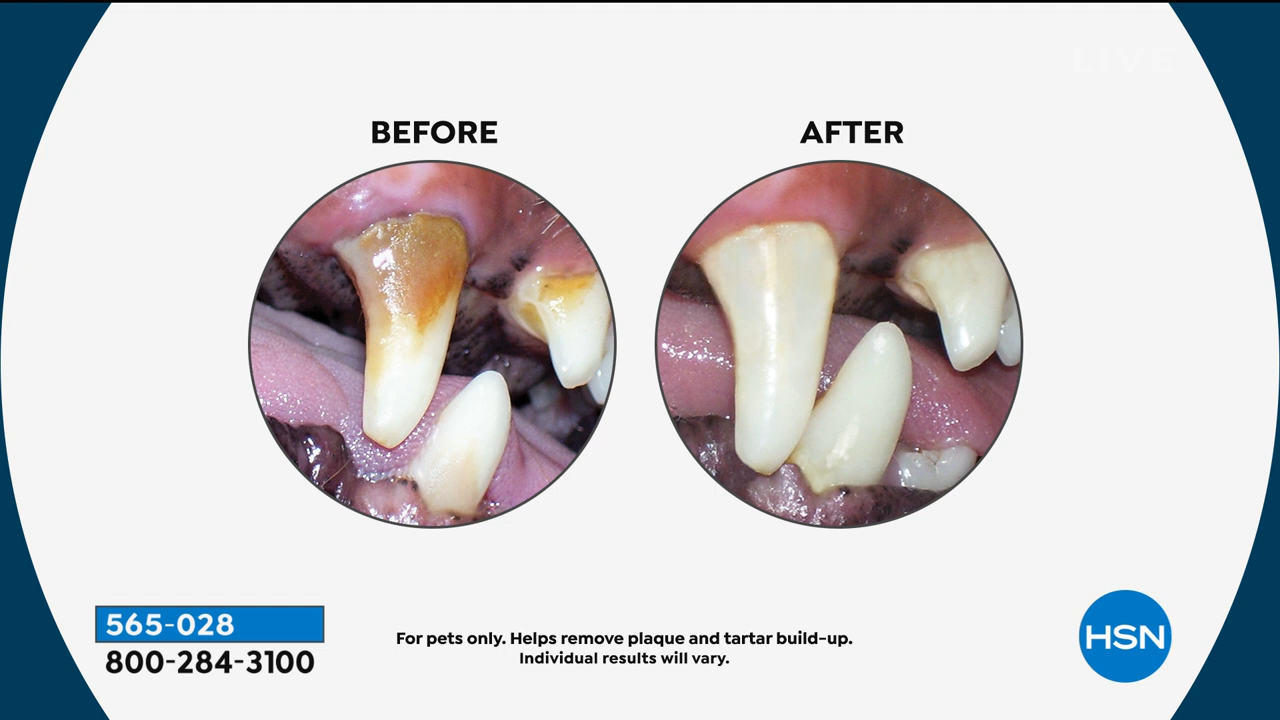 LIVE
BEFORE
AFTER
565-028
800-284-3100
For pets only. Helps remove plaque and tartar build-up.
Individual results will vary.
HSN